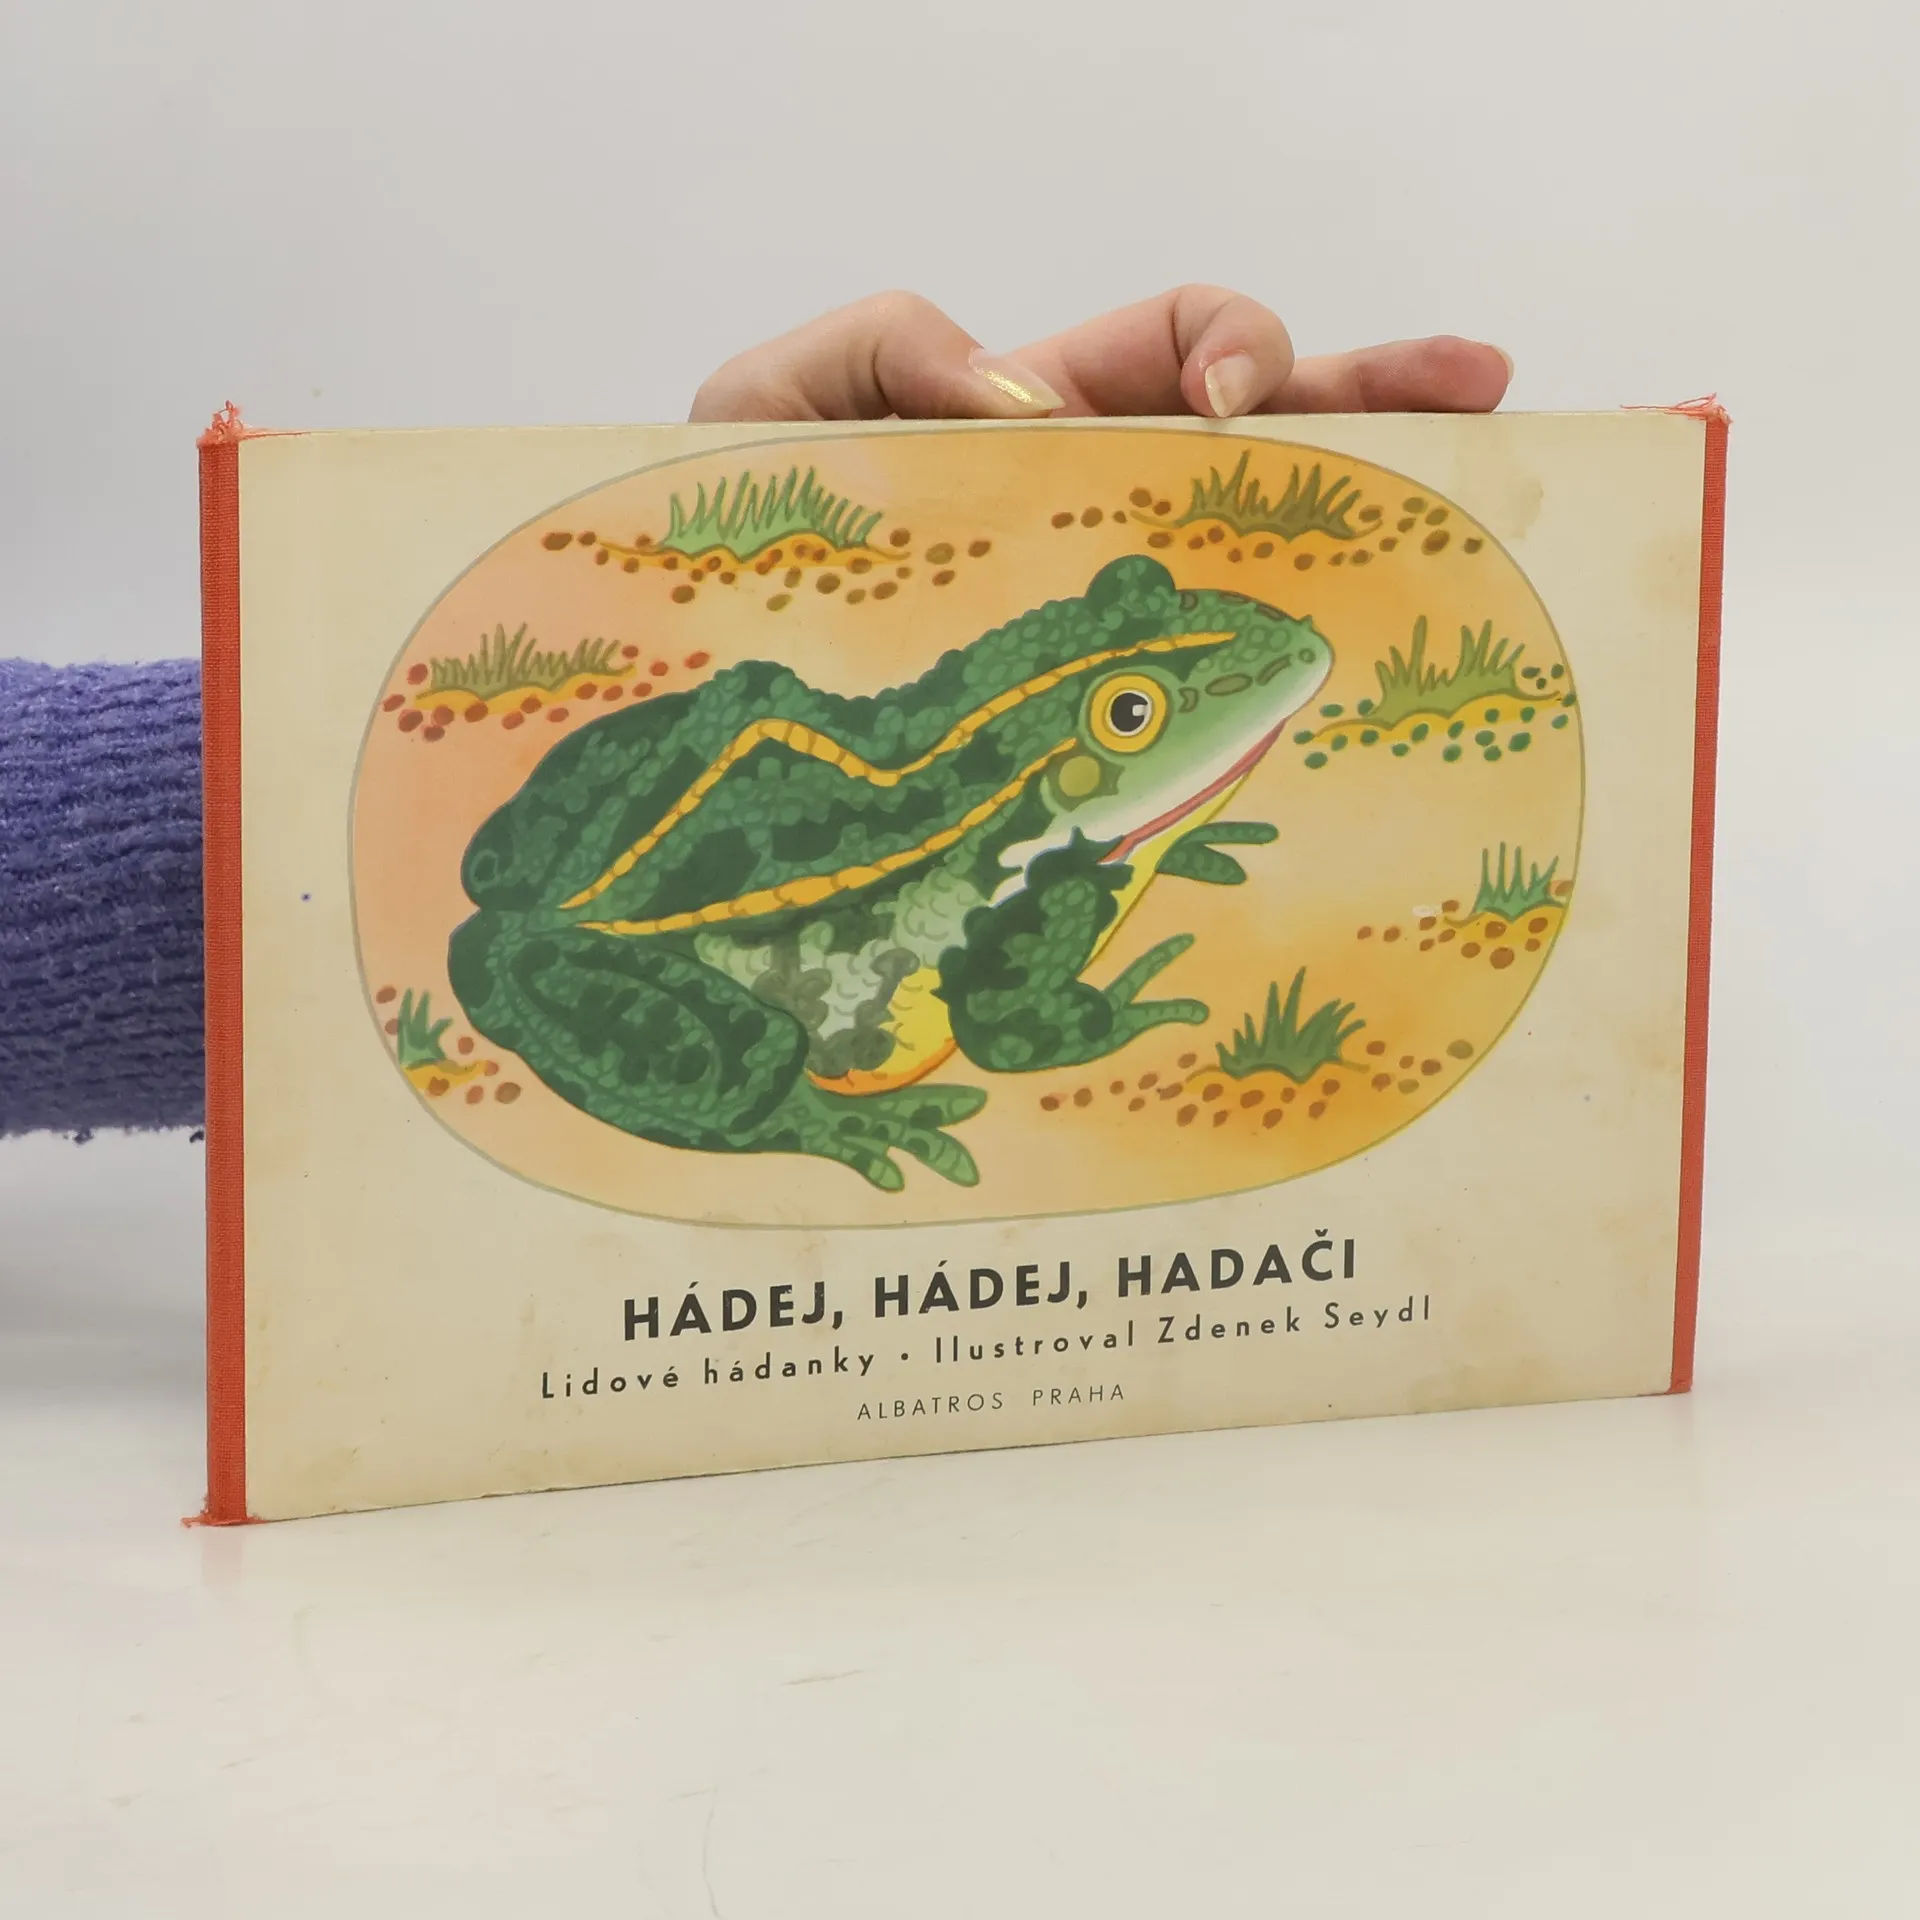 HÁDEJ, HÁDEJ, HADAČI
Lidové hádanky • Ilustroval Zdenek Seydl
ALBATROS PRAHA